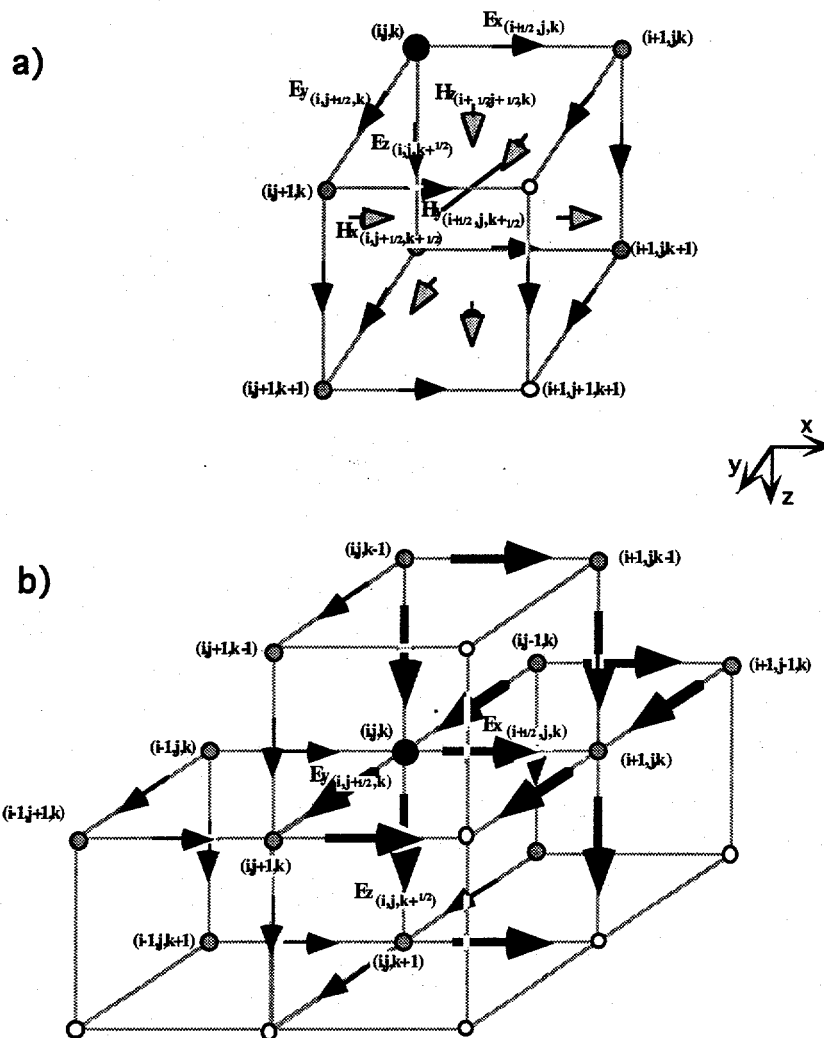 a)
(i,j,k)
Ex(i+1/2,j,k)
(i+1,j,k)
Ey(i,j+1/2,k)
Hz(i+1/2,j+1/2,k)
Ez(i,j,k+1/2)
(i,j+1,k)
Hy(i+1/2,j,k+1/2)
Hx(i,j+1/2,k+1/2)
(i+1,j,k+1)
(i,j+1,k+1)
(i+1,j+1,k+1)
x
y
z
b)
(i,j,k-1)
(i+1,j,k-1)
(i,j+1,k-1)
(i,j-1,k)
(i+1,j-1,k)
(i-1,j,k)
(i,j,k)
Ex(i+1/2,j,k)
(i+1,j,k)
Ey(i,j+1/2,k)
(i-1,j+1,k)
(i,j+1,k)
Ez(i,j,k+1/2)
(i-1,j,k+1)
(i,j,k+1)